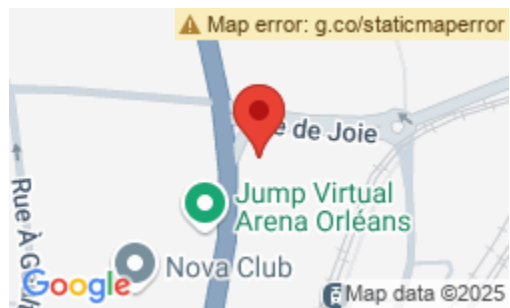 Map error: g.co/staticmaperror
de Joie
Jump Virtual
Arena Orléans
Rue À G
Nova Club
Google
Map data ©2025